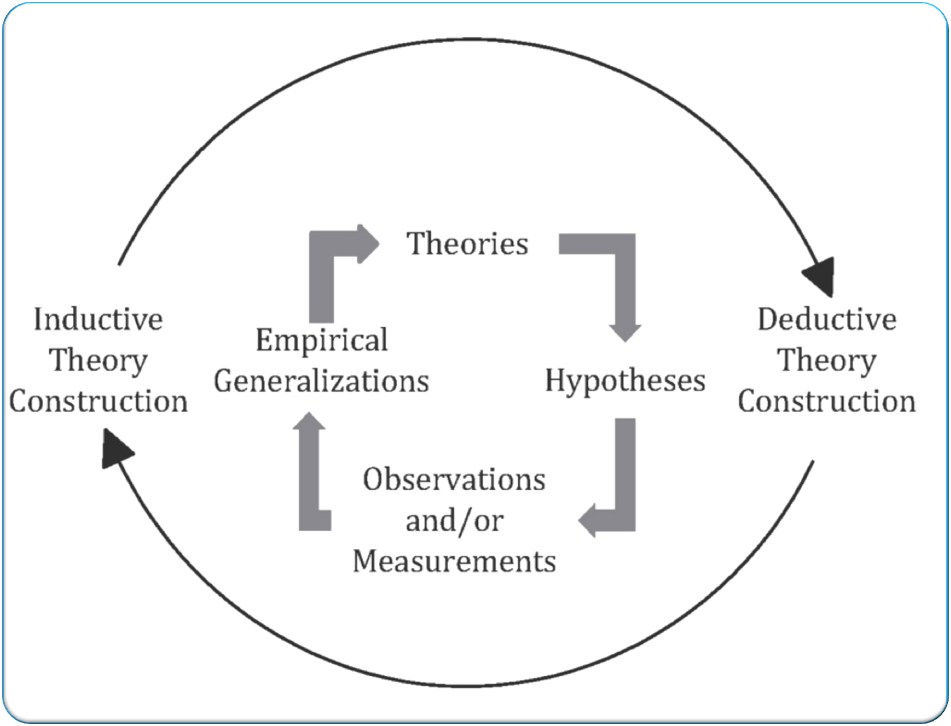 Theories
Inductive
Theory
Construction
Empirical
Generalizations
Hypotheses
Deductive
Theory
Construction
Observations
and/or
Measurements